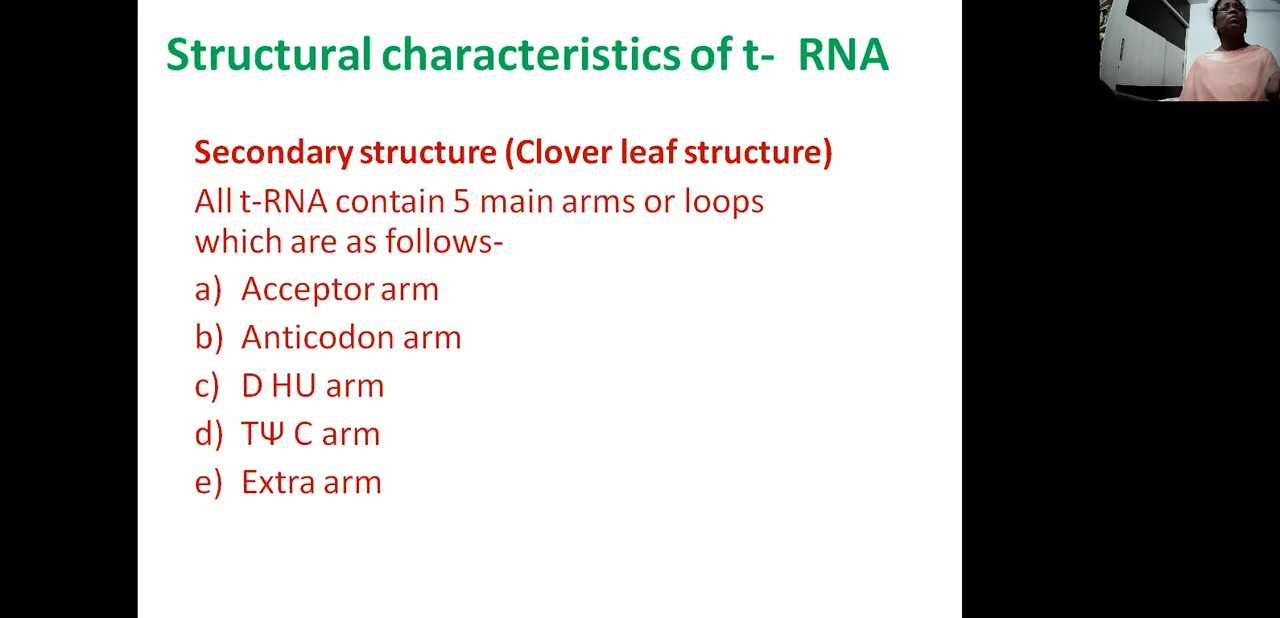 Structural characteristics of t- RNA
Secondary structure (Clover leaf structure)
All t-RNA contain 5 main arms or loops
which are as follows-
a) Acceptor arm
b) Anticodon arm
c) D HU arm
d) TΨ C arm
e) Extra arm